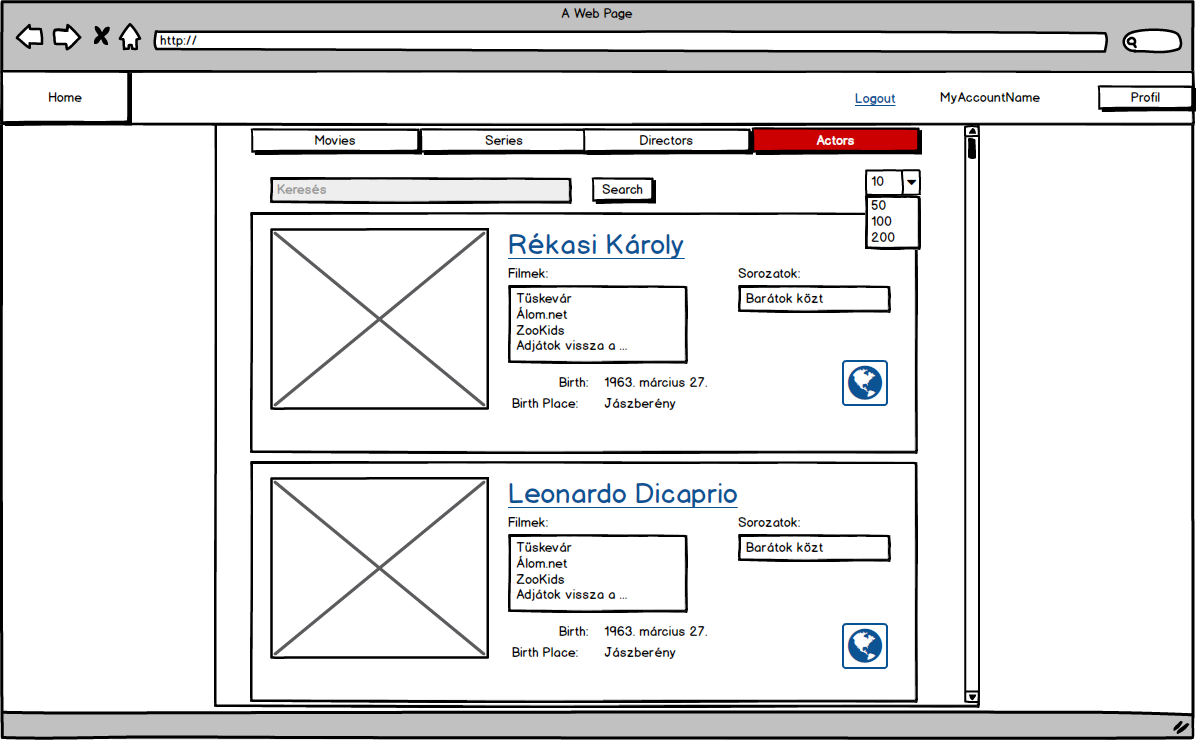 A Web Page
http://
Home
Logout
MyAccountName
Profil
Movies
Series
Directors
Actors
Keresés
Search
10
50
100
200
Rékasi Károly
Filmek:
Sorozatok:
Tüskevár
Álom.net
ZooKids
Adjátok vissza a ...
Barátok közt
Birth: 1963. március 27.
Birth Place: Jászberény
Leonardo Dicaprio
Filmek:
Sorozatok:
Tüskevár
Álom.net
ZooKids
Adjátok vissza a ...
Barátok közt
Birth: 1963. március 27.
Birth Place: Jászberény